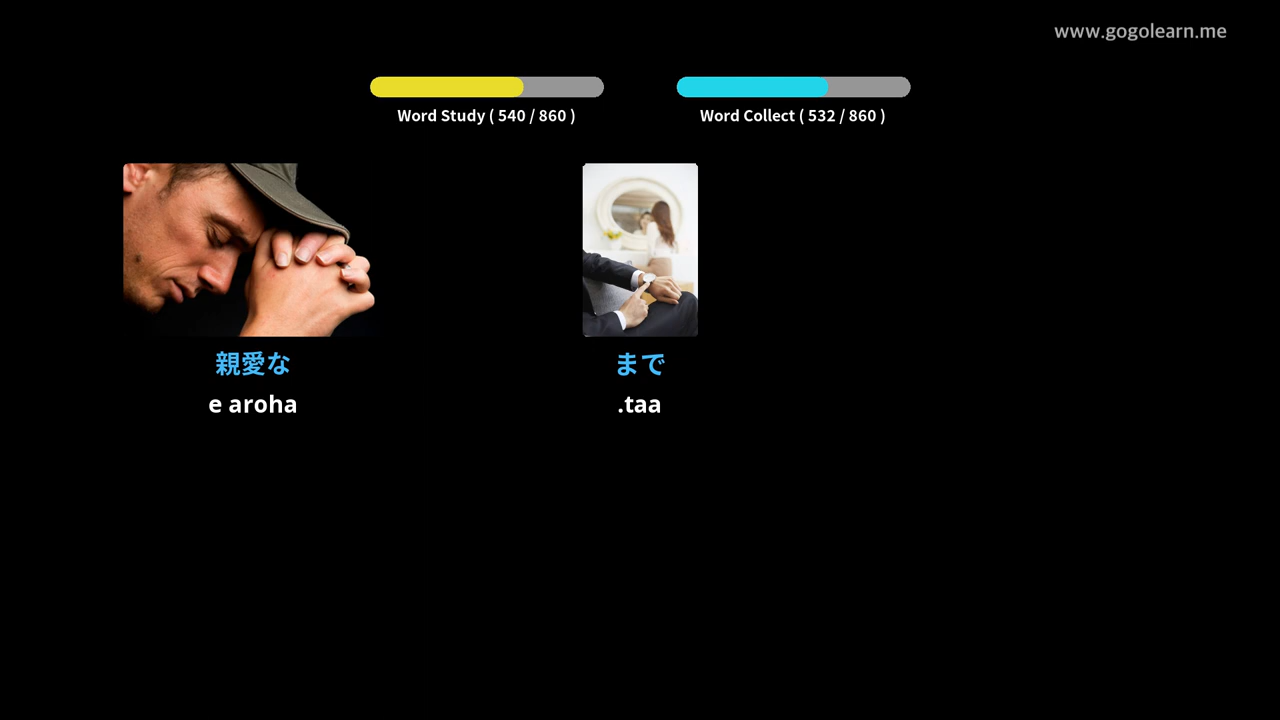 www.gogolearn.me
Word Study ( 540 / 860 )
Word Collect ( 532 / 860 )
親愛な
まで
e aroha
.taa